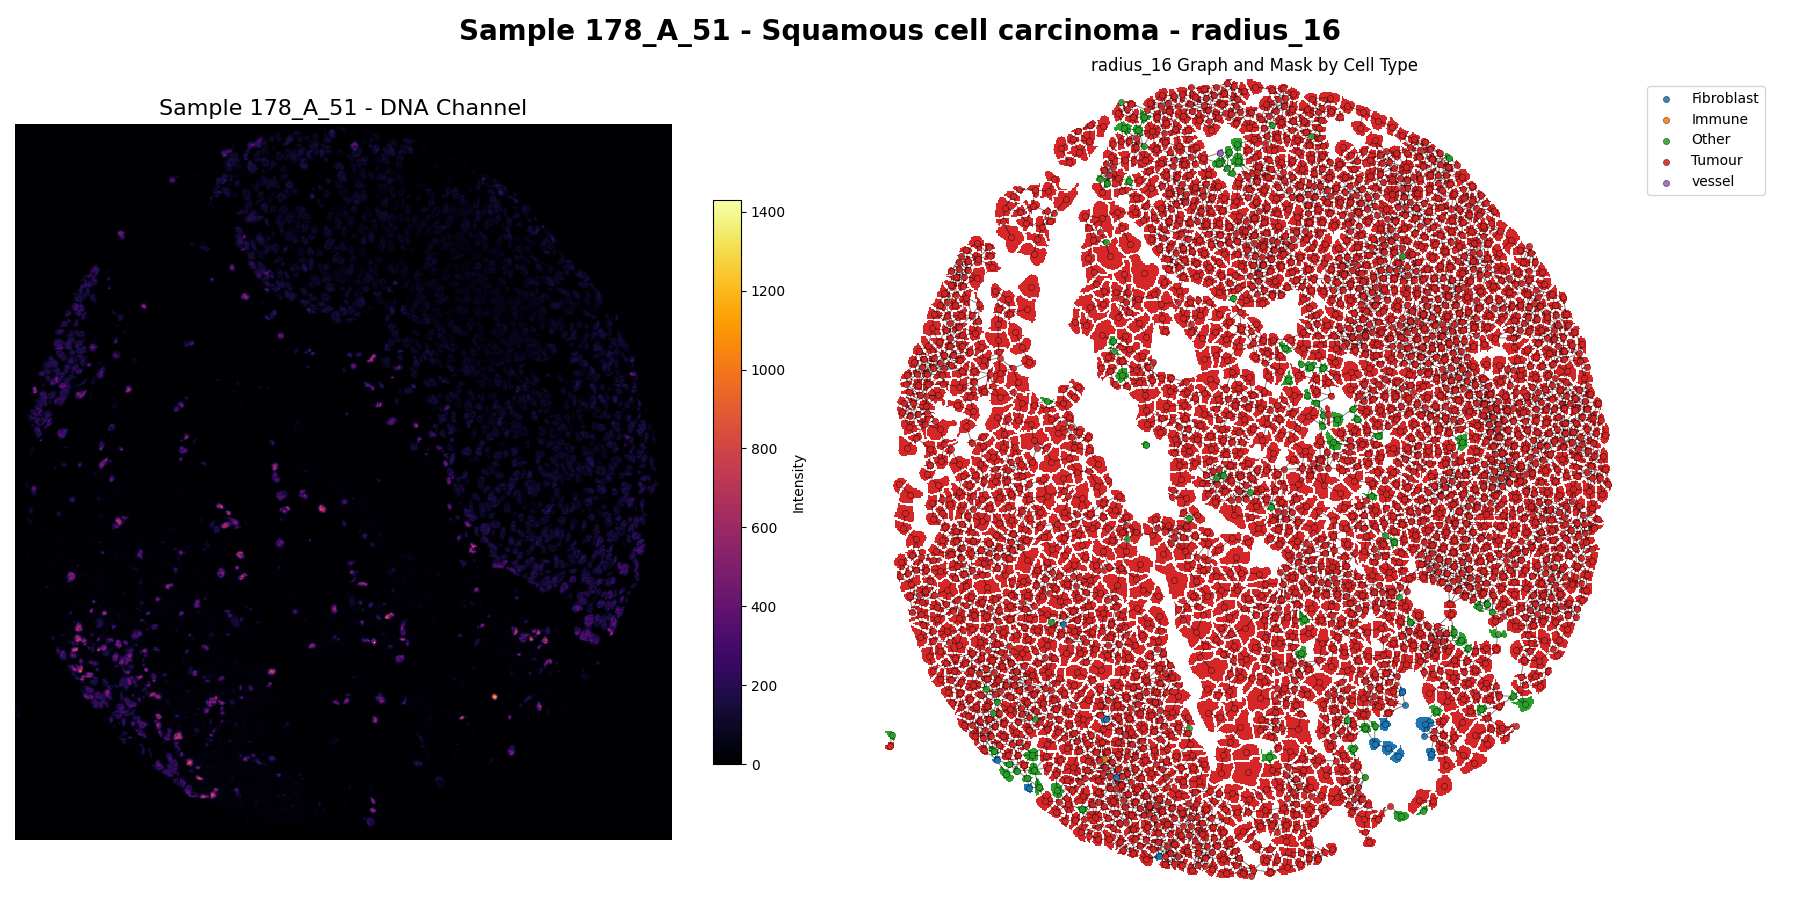 Sample 178_A_51 - Squamous cell carcinoma - radius_16
Sample 178_A_51 - DNA Channel
1400
1200
1000
800
600
400
200
0
Intensity
radius_16 Graph and Mask by Cell Type
Fibroblast
Immune
Other
Tumour
vessel